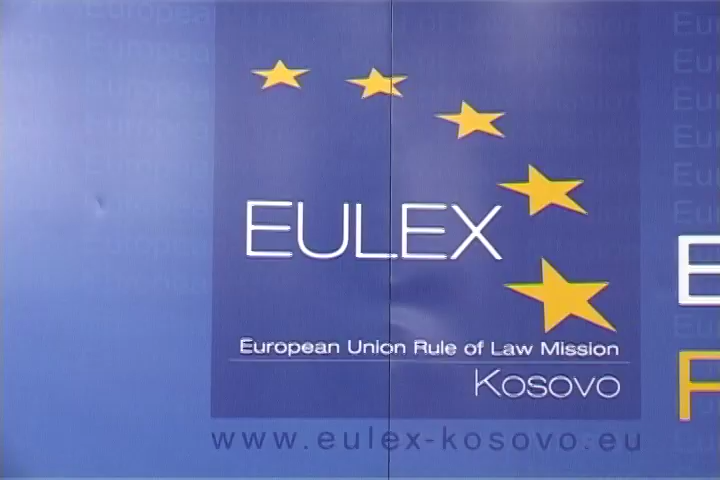 EULEX
European Union Rule of Law Mission
Kosovo
www.eulex-kosovo.eu
E